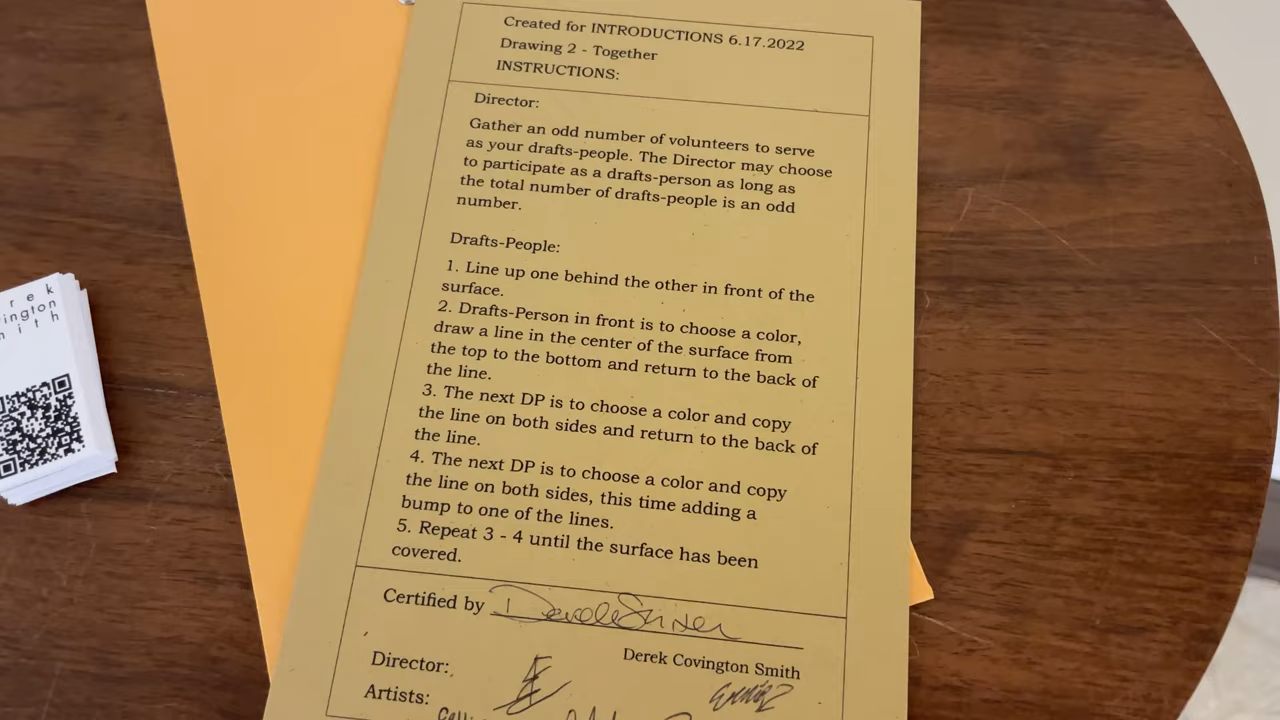 Created for INTRODUCTIONS 6.17.2022
Drawing 2 - Together
INSTRUCTIONS:
Director:
Gather an odd number of volunteers to serve
as your drafts-people. The Director may choose
to participate as a drafts-person as long as
the total number of drafts-people is an odd
number.
Drafts-People:
1. Line up one behind the other in front of the
surface.
2. Drafts-Person in front is to choose a color,
draw a line in the center of the surface from
the top to the bottom and return to the back of
the line.
3. The next DP is to choose a color and copy
the line on both sides and return to the back of
the line.
4. The next DP is to choose a color and copy
the line on both sides, this time adding a
bump to one of the lines.
5. Repeat 3 - 4 until the surface has been
covered.
Certified by
Derek Covington Smith
Director:
Artists:
rek
ington
ith